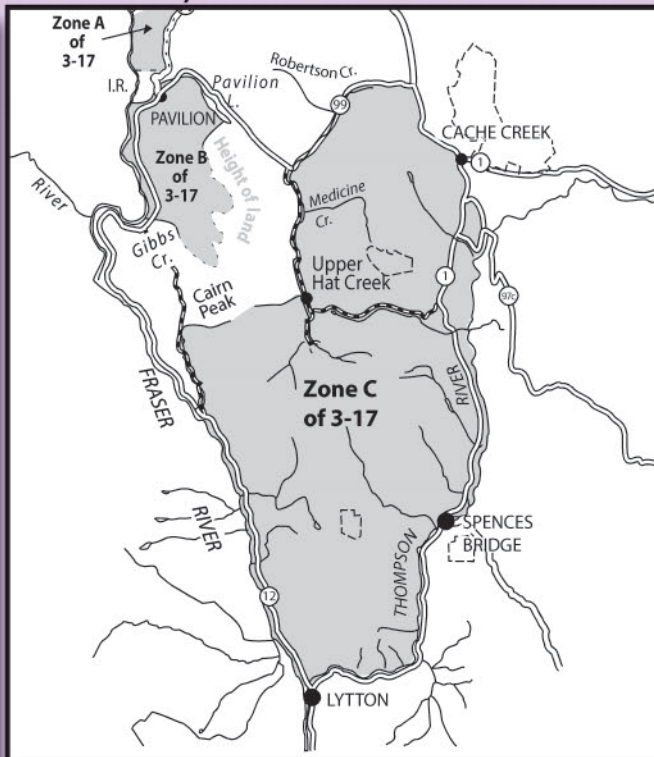 Zone A
of
3-17
I.R.
Pavilion
L.
Robertson Cr.
99
PAVILION
CACHE CREEK
1
Zone B
of
3-17
Height of land
River
Medicine
Cr.
Gibbs
Cr.
Upper
Hat Creek
1
97c
Cairn
Peak
FRASER
RIVER
Zone C
of 3-17
RIVER
THOMPSON
SPENCES
BRIDGE
12
LYTTON